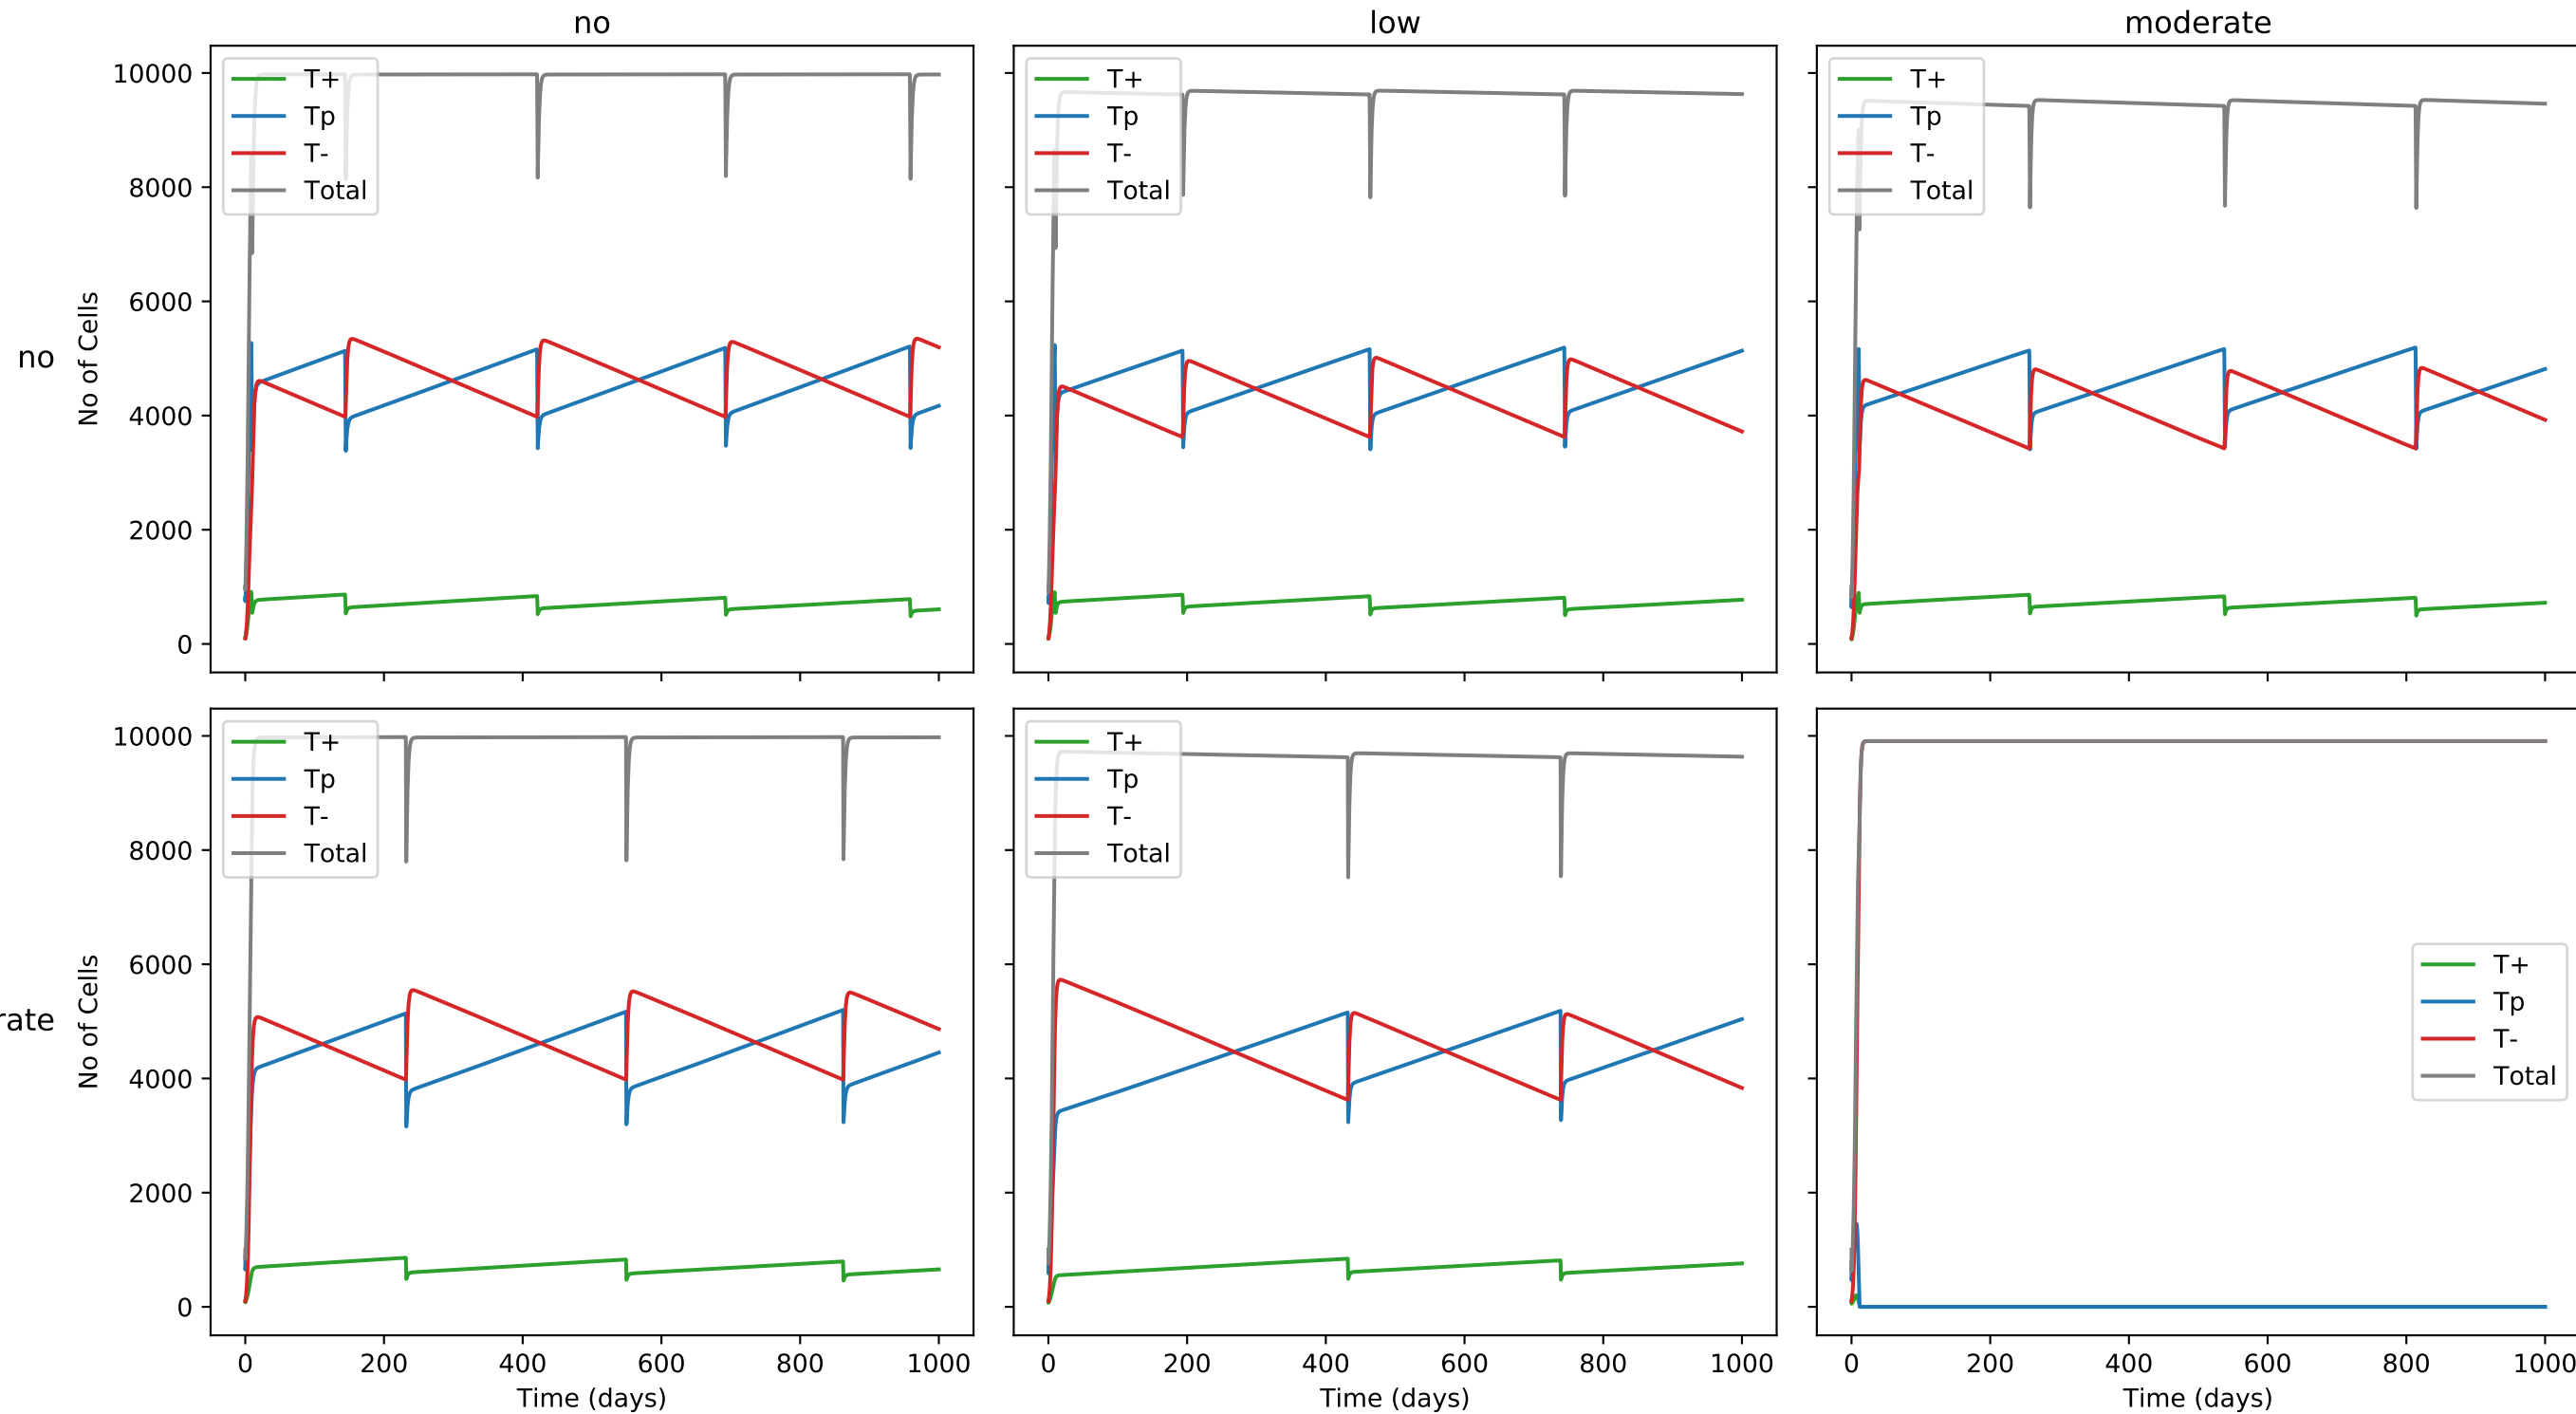 no low moderate
no
No of Cells
10000
8000
6000
4000
2000
0
T+
Tp
T-
Total
T+
Tp
T-
Total
T+
Tp
T-
Total
rate
No of Cells
10000
8000
6000
4000
2000
0
T+
Tp
T-
Total
T+
Tp
T-
Total
T+
Tp
T-
Total
0 200 400 600 800 1000
Time (days)
0 200 400 600 800 1000
Time (days)
0 200 400 600 800 1000
Time (days)